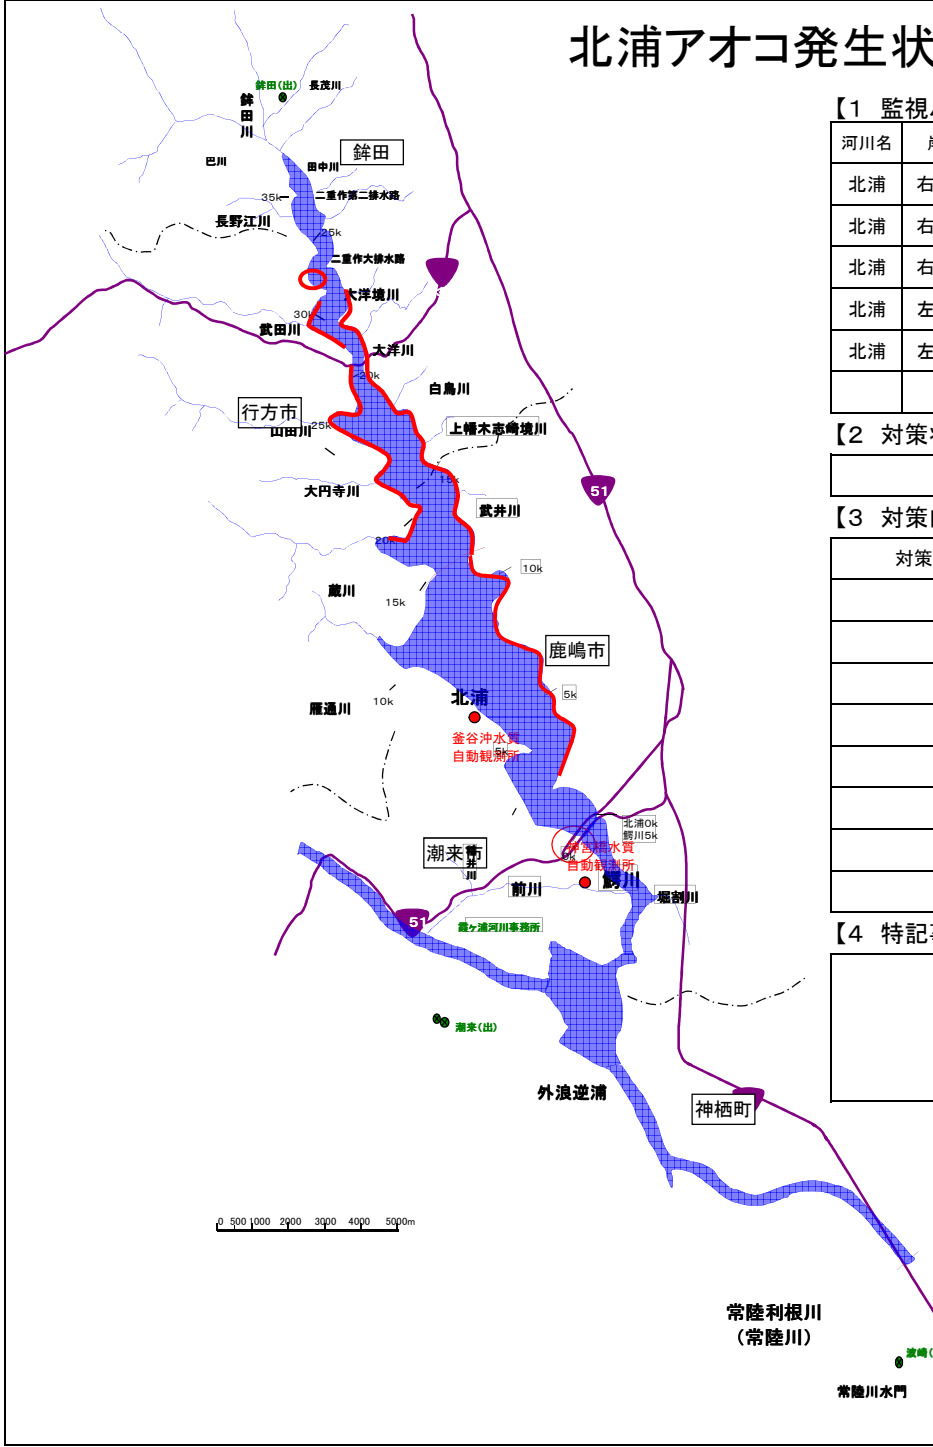 北浦アオコ発生状
【1 監視
河川名
北浦 右
北浦 右
北浦 右
北浦 左
北浦 左
【2 対策
【3 対策
対策
【4 特記
鉾田(出)
長茂川
鉾田川
巴川
田中川
鉾田
35k
二重作第二排水路
長野江川
25k
二重作大排水路
大洋境川
30k
武田川
大洋川
20k
白鳥川
行方市
山田川
25k
上幡木志崎境川
15k
大円寺川
武井川
20k
10k
蔵川
15k
鹿嶋市
5k
北浦
10k
雁通川
釜谷沖水質
自動観測所
5k
北浦0k
鰐川5k
潮来市
神宮橋水質
自動観測所
0k
前川
鰐川
堀割川
51
51
霞ヶ浦河川事務所
潮来(出)
外浪逆浦
神栖町
0 500 1000 2000 3000 4000 5000m
常陸利根川
(常陸川)
波崎(
常陸川水門